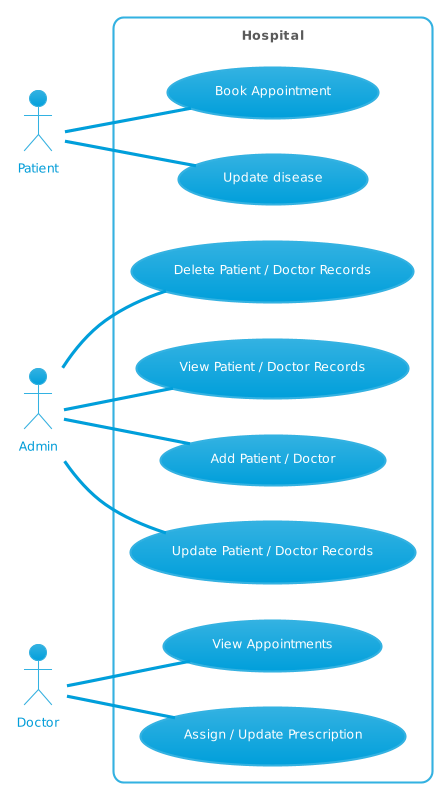 Hospital
Book Appointment
Patient
Update disease
Delete Patient / Doctor Records
View Patient / Doctor Records
Admin
Add Patient / Doctor
Update Patient / Doctor Records
View Appointments
Doctor
Assign / Update Prescription